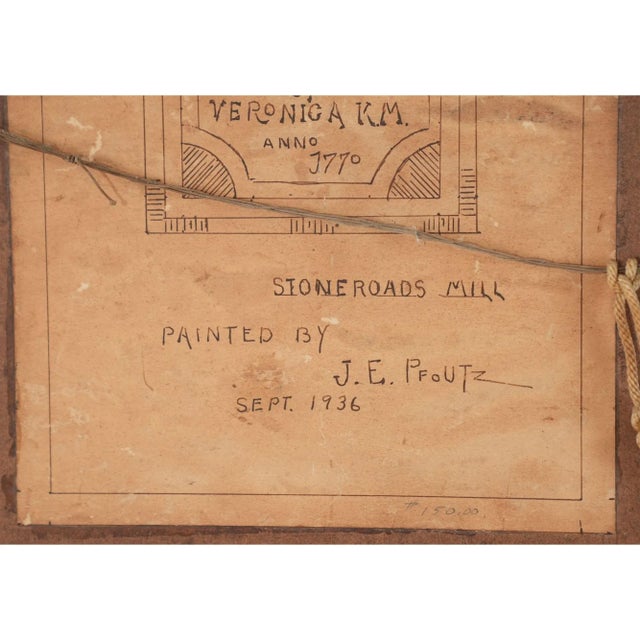 VERONICA K.M.
ANNO
1770
STONEROADS MILL
PAINTED BY
J. E. PFOUTZ
SEPT. 1936
$150.00